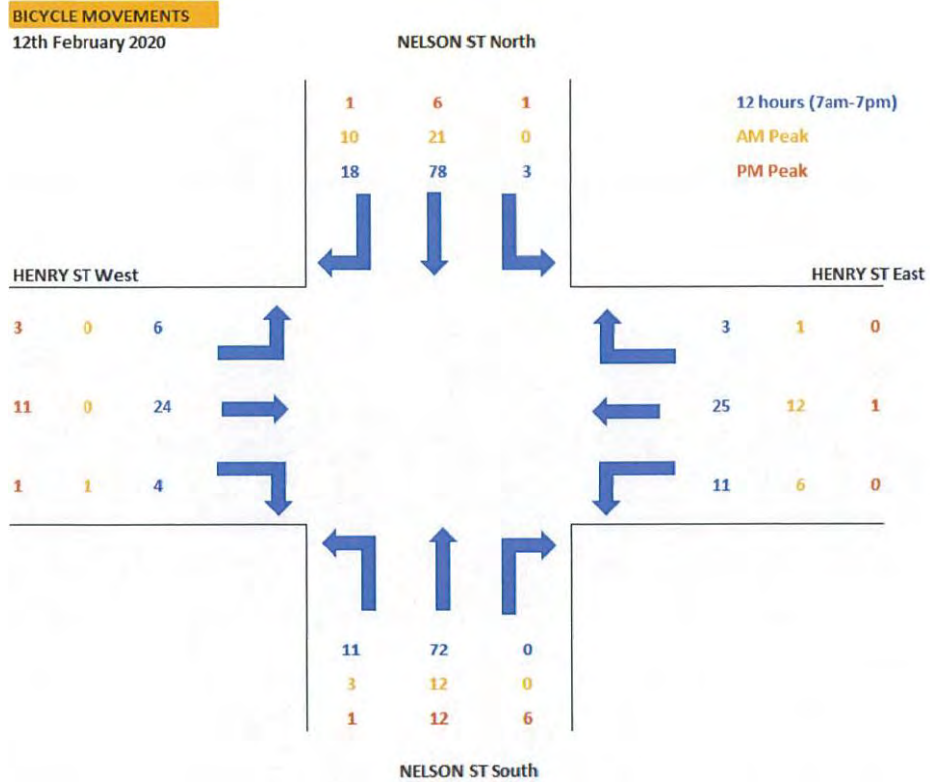 BICYCLE MOVEMENTS
12th February 2020
NELSON ST North
1 6 1
10 21 0
18 78 3
12 hours (7am-7pm)
AM Peak
PM Peak
HENRY ST West
HENRY ST East
3 0 6
3 1 0
11 0 24
25 12 1
1 1 4
11 6 0
11 72 0
3 12 0
1 12 6
NELSON ST South